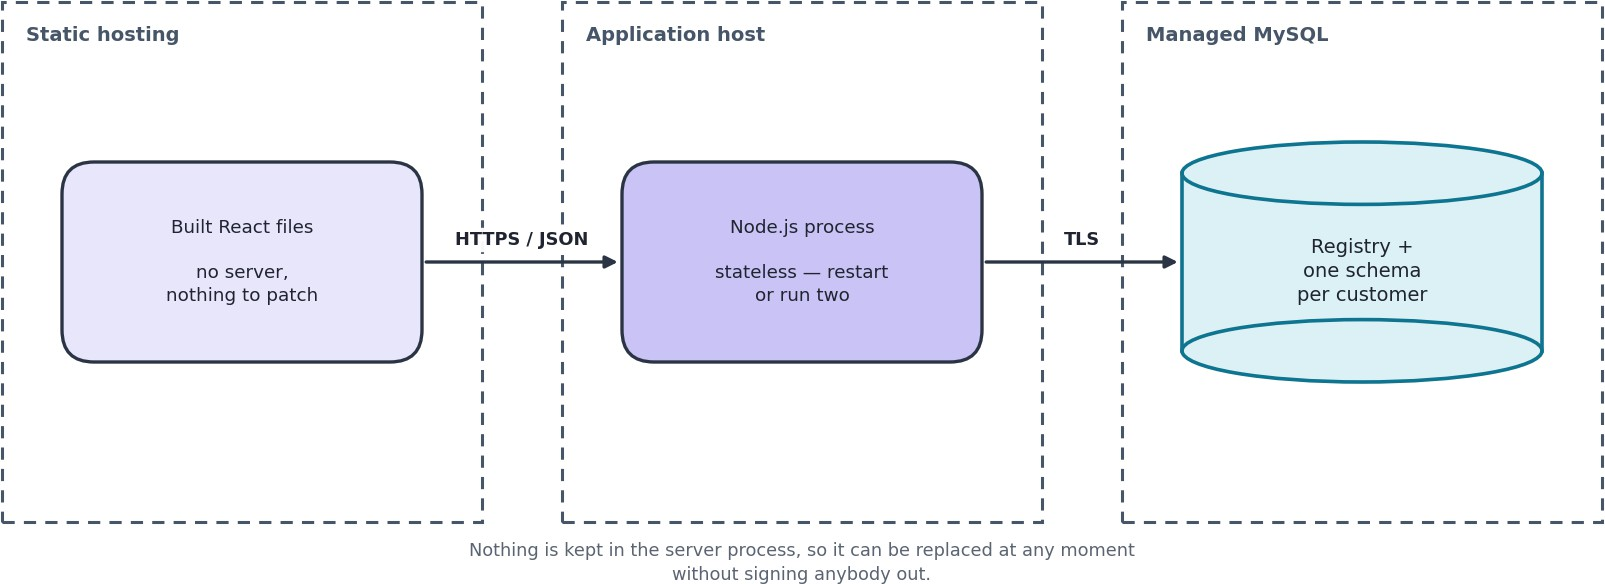 Static hosting
Application host
Managed MySQL
Built React files
no server,
nothing to patch
HTTPS / JSON
Node.js process
stateless — restart
or run two
TLS
Registry +
one schema
per customer
Nothing is kept in the server process, so it can be replaced at any moment
without signing anybody out.